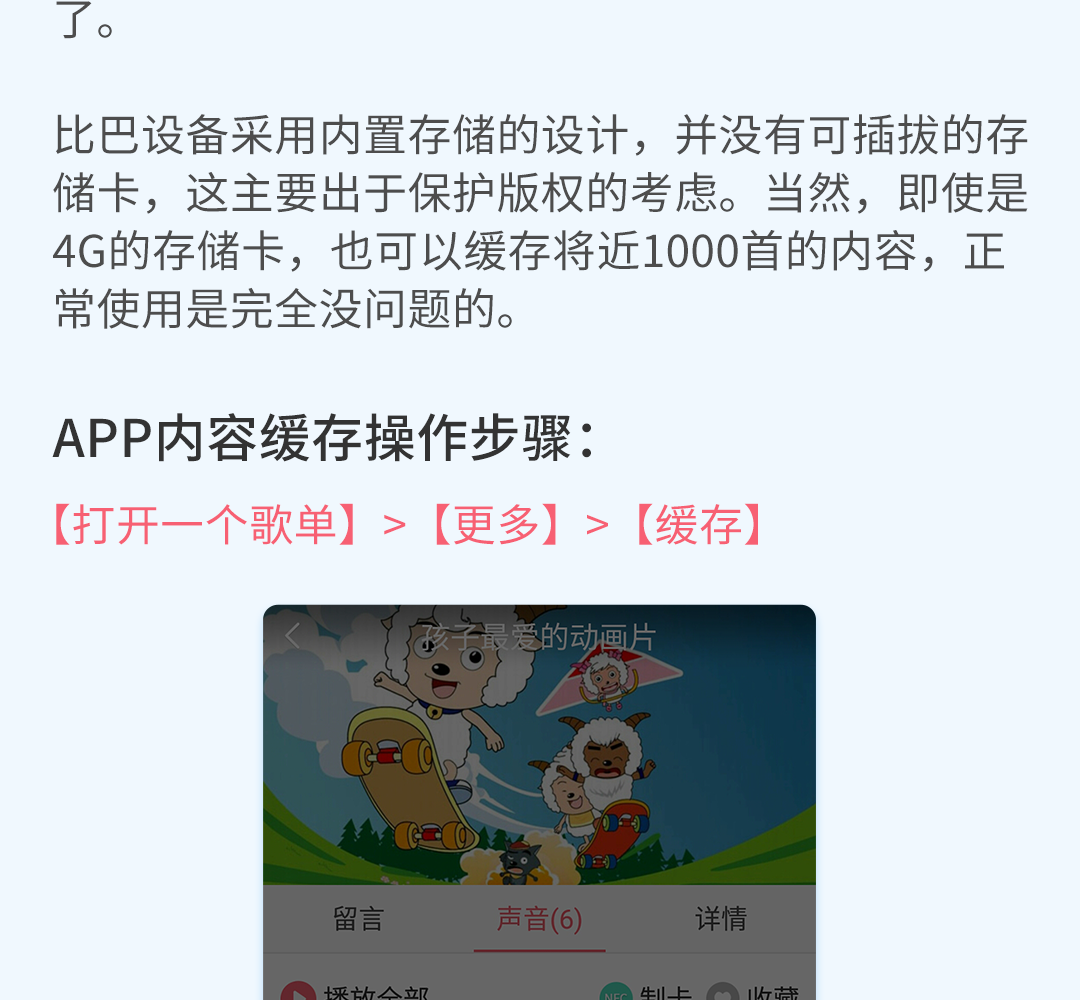 了。
比巴设备采用内置存储的设计，并没有可插拔的存
储卡，这主要出于保护版权的考虑。当然，即使是
4G的存储卡，也可以缓存将近1000首的内容，正
常使用是完全没问题的。
APP内容缓存操作步骤：
【打开一个歌单】>【更多】>【缓存】
孩子最爱的动画片
留言 声音(6) 详情
播放全部 NFC 制卡 收藏